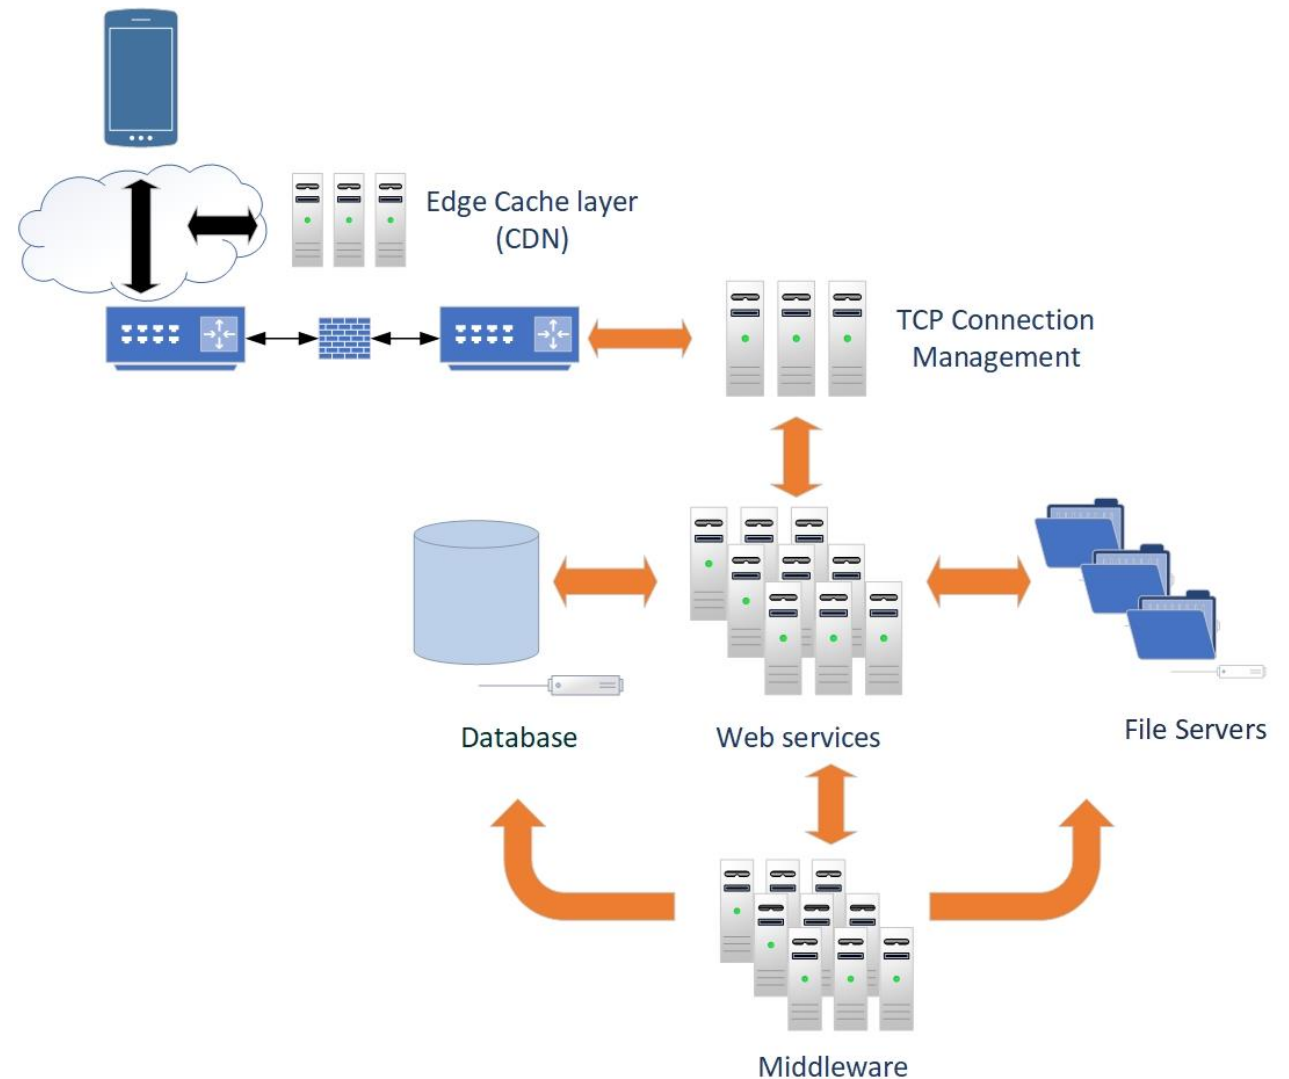 Edge Cache layer
(CDN)
TCP Connection
Management
Database
Web services
File Servers
Middleware